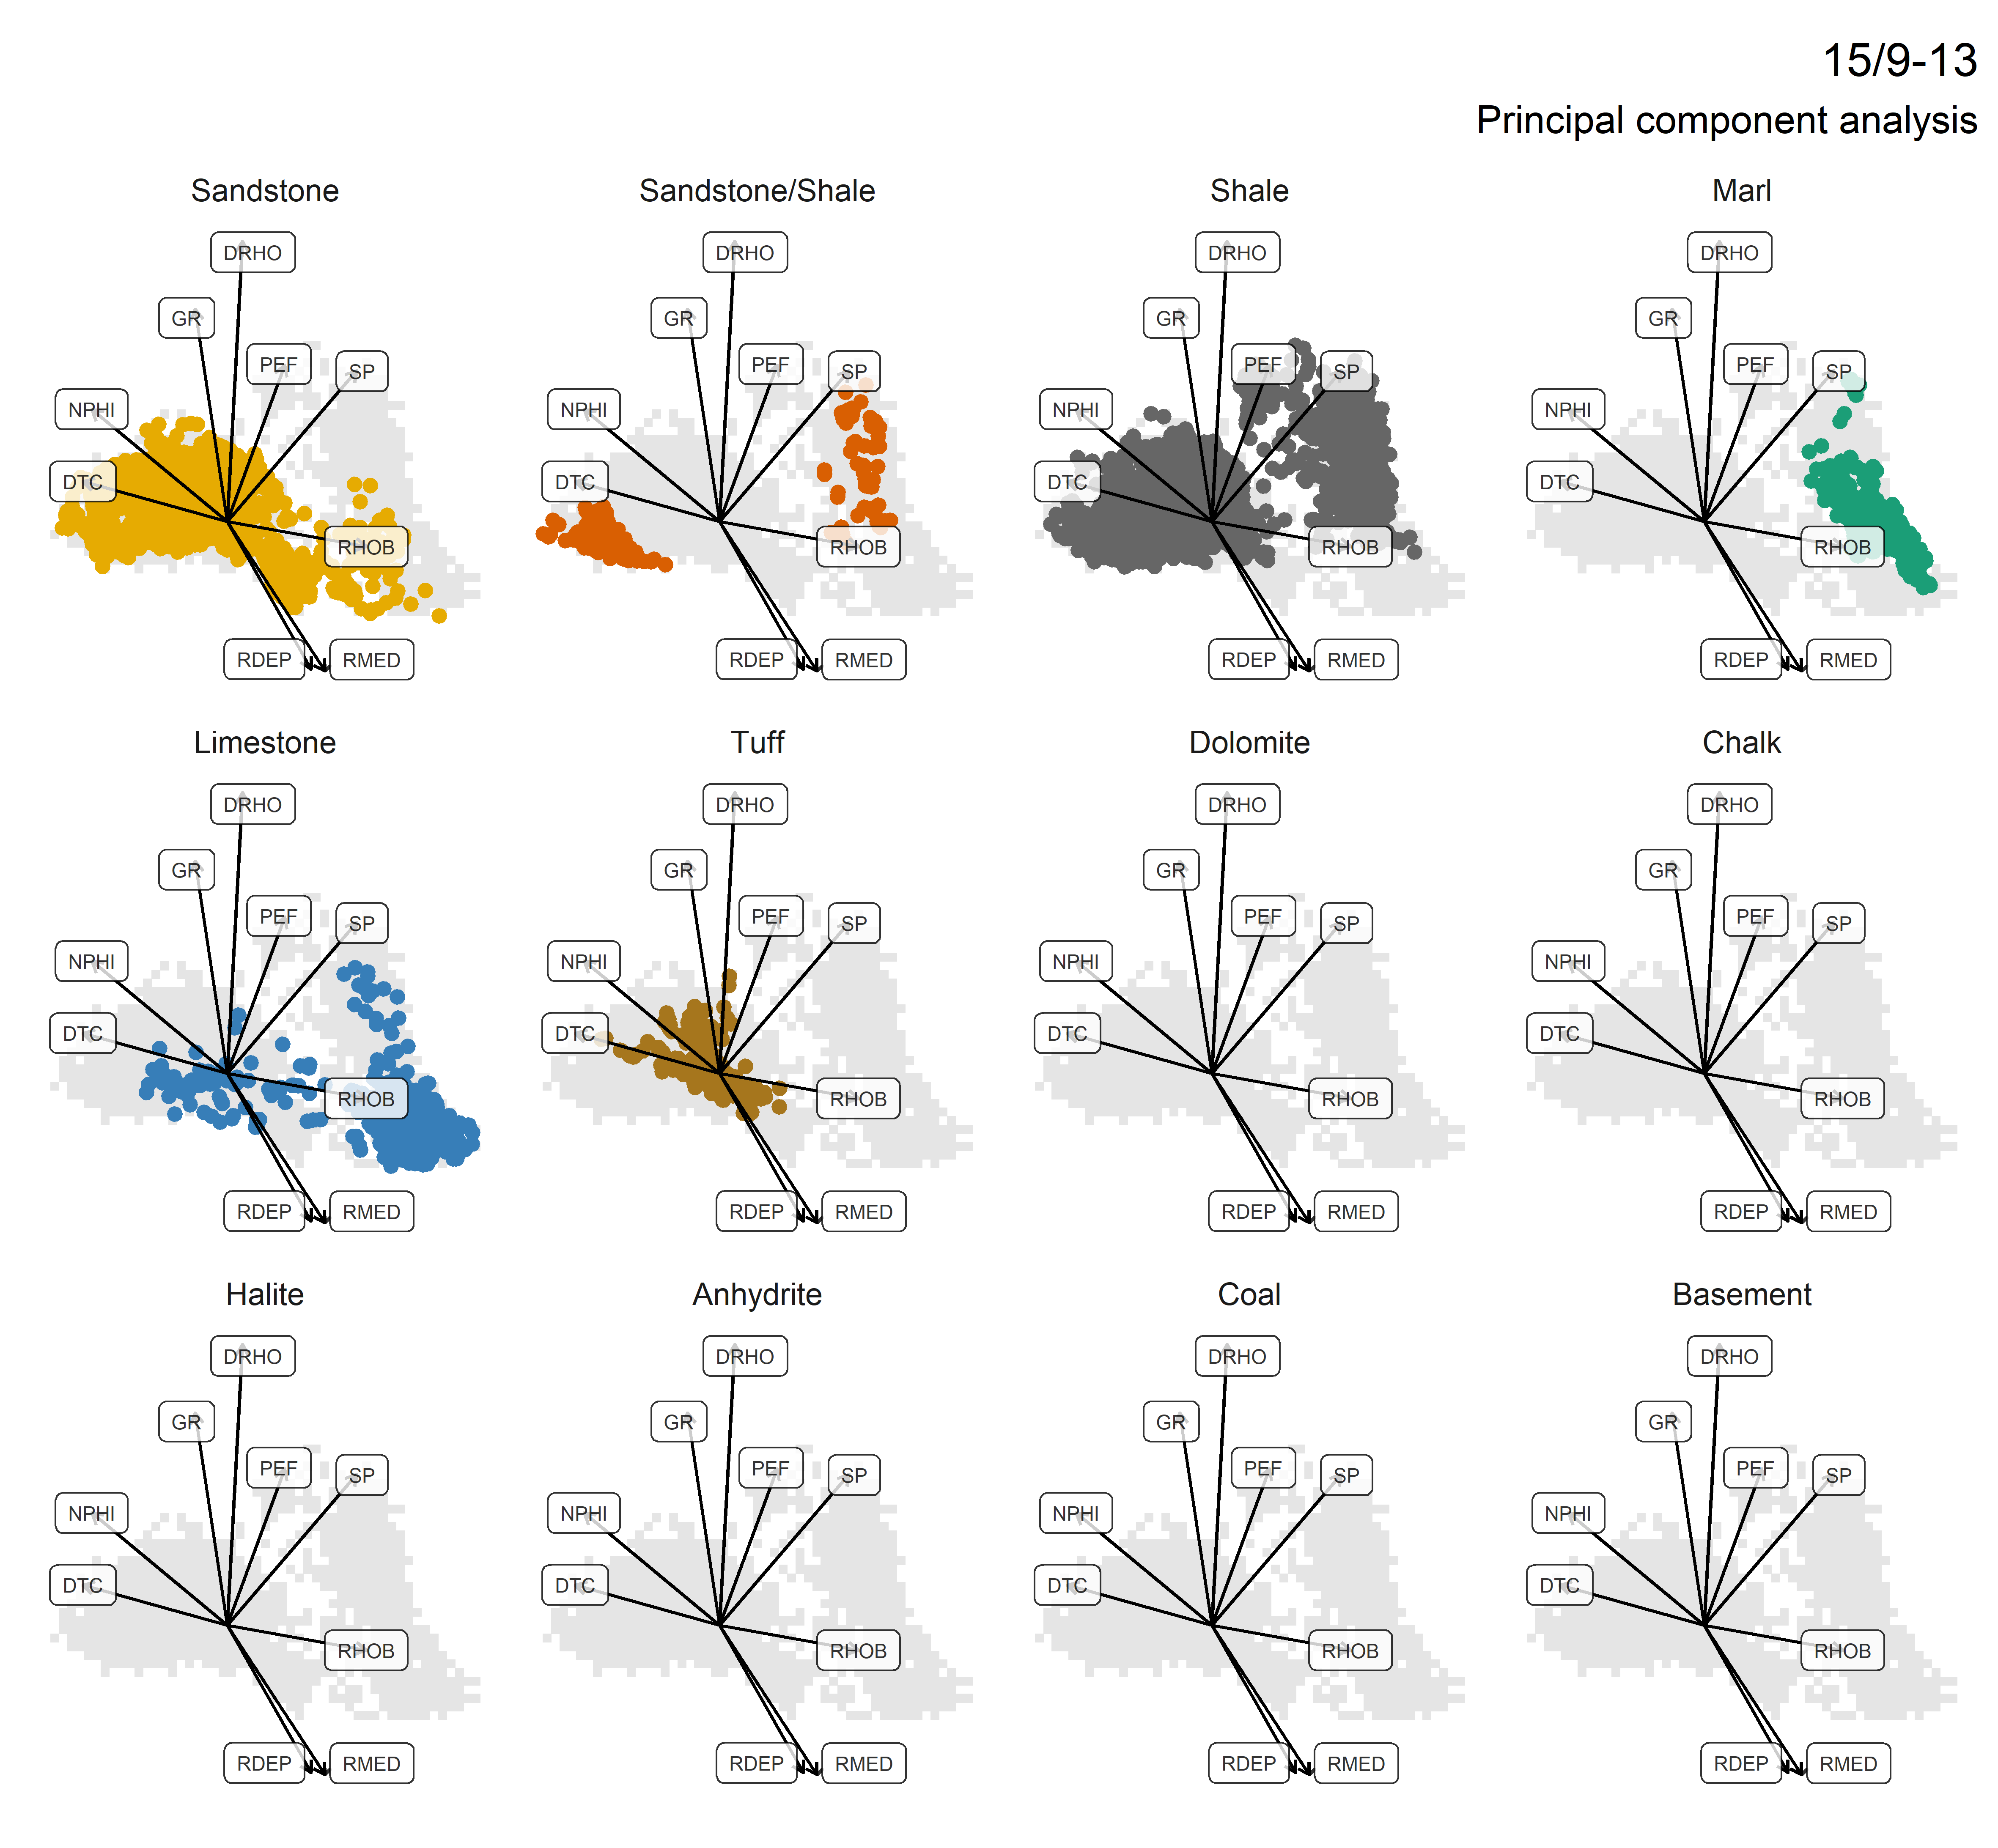 15/9-13
Principal component analysis
Sandstone
DRHO
GR
PEF
SP
NPHI
DTC
RHOB
RDEP
RMED
Sandstone/Shale
DRHO
GR
PEF
SP
NPHI
DTC
RHOB
RDEP
RMED
Shale
DRHO
GR
PEF
SP
NPHI
DTC
RHOB
RDEP
RMED
Marl
DRHO
GR
PEF
SP
NPHI
DTC
RHOB
RDEP
RMED
Limestone
DRHO
GR
PEF
SP
NPHI
DTC
RHOB
RDEP
RMED
Tuff
DRHO
GR
PEF
SP
NPHI
DTC
RHOB
RDEP
RMED
Dolomite
DRHO
GR
PEF
SP
NPHI
DTC
RHOB
RDEP
RMED
Chalk
DRHO
GR
PEF
SP
NPHI
DTC
RHOB
RDEP
RMED
Halite
DRHO
GR
PEF
SP
NPHI
DTC
RHOB
RDEP
RMED
Anhydrite
DRHO
GR
PEF
SP
NPHI
DTC
RHOB
RDEP
RMED
Coal
DRHO
GR
PEF
SP
NPHI
DTC
RHOB
RDEP
RMED
Basement
DRHO
GR
PEF
SP
NPHI
DTC
RHOB
RDEP
RMED